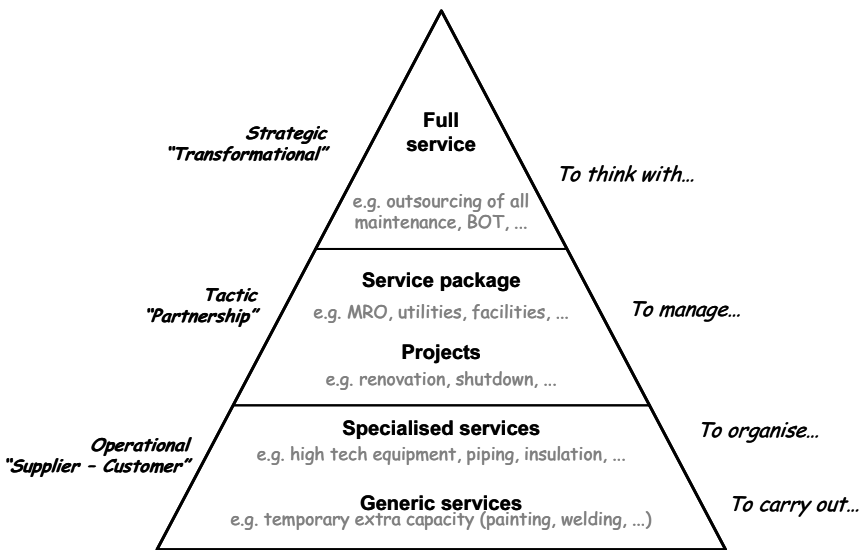 Full
service
Strategic
"Transformational"
To think with...
e.g. outsourcing of all
maintenance, BOT, ...
Service package
Tactic
"Partnership"
e.g. MRO, utilities, facilities, ...
To manage...
Projects
e.g. renovation, shutdown, ...
Specialised services
To organise...
Operational
"Supplier – Customer"
e.g. high tech equipment, piping, insulation, ...
Generic services
To carry out...
e.g. temporary extra capacity (painting, welding, ...)